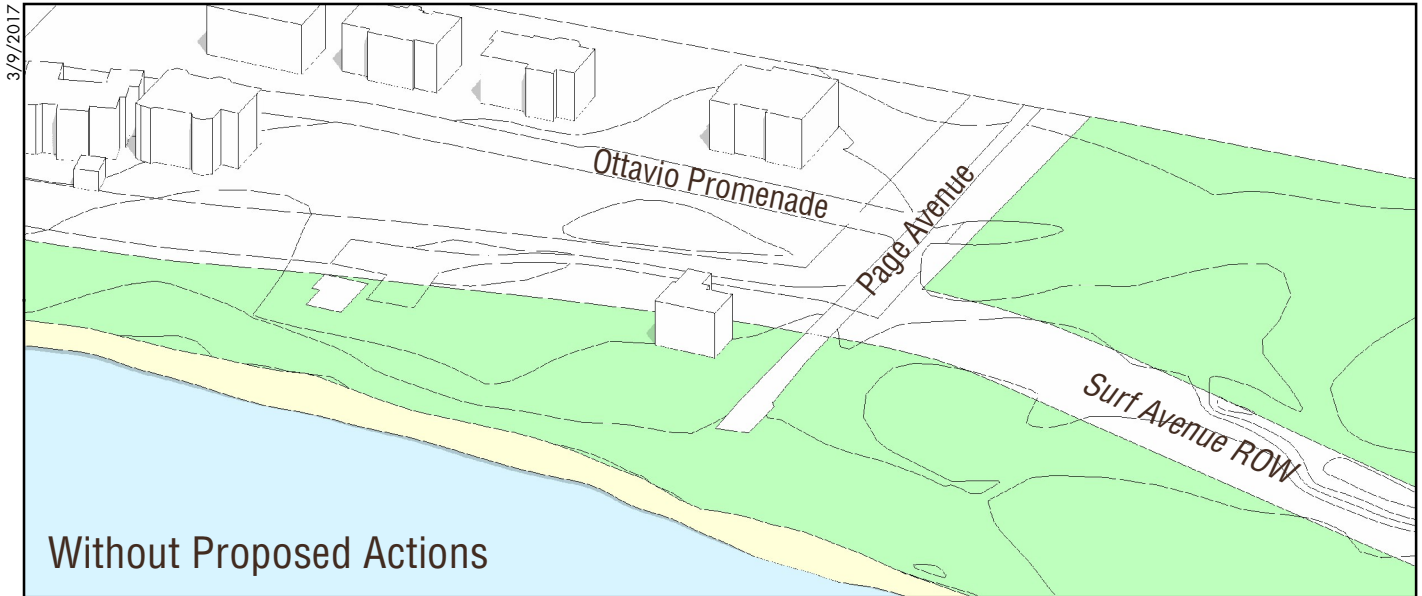 3/9/2017
Ottavio Promenade
Page Avenue
Surf Avenue ROW
Without Proposed Actions